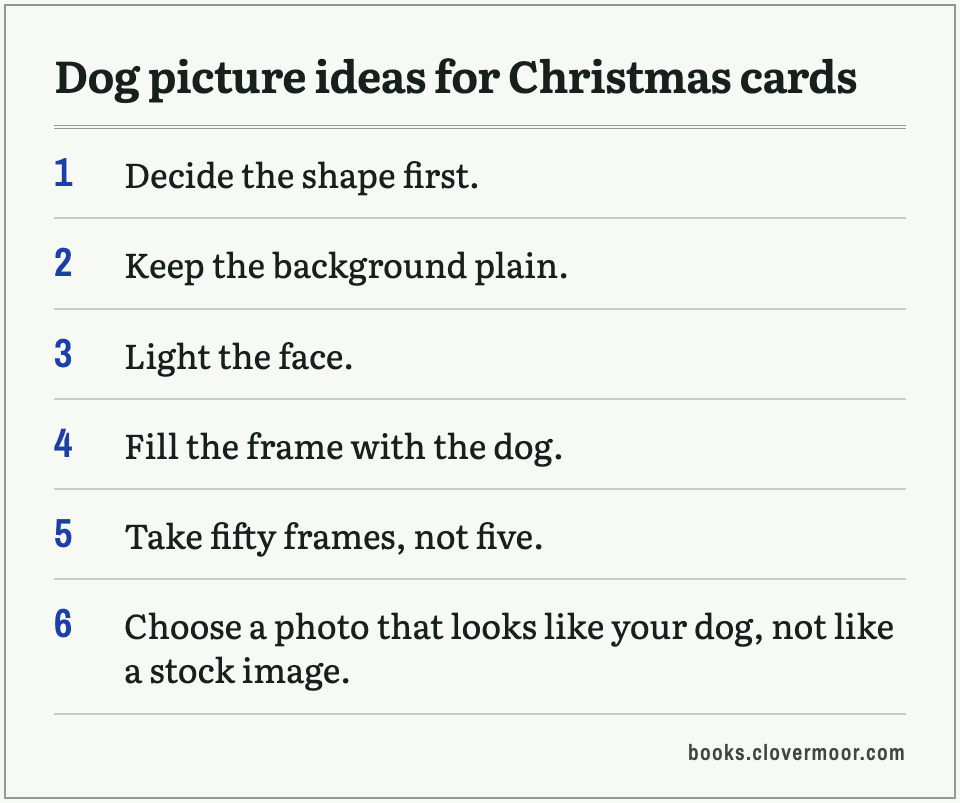 Dog picture ideas for Christmas cards
1 Decide the shape first.
2 Keep the background plain.
3 Light the face.
4 Fill the frame with the dog.
5 Take fifty frames, not five.
6 Choose a photo that looks like your dog, not like
a stock image.
books.clovermoor.com